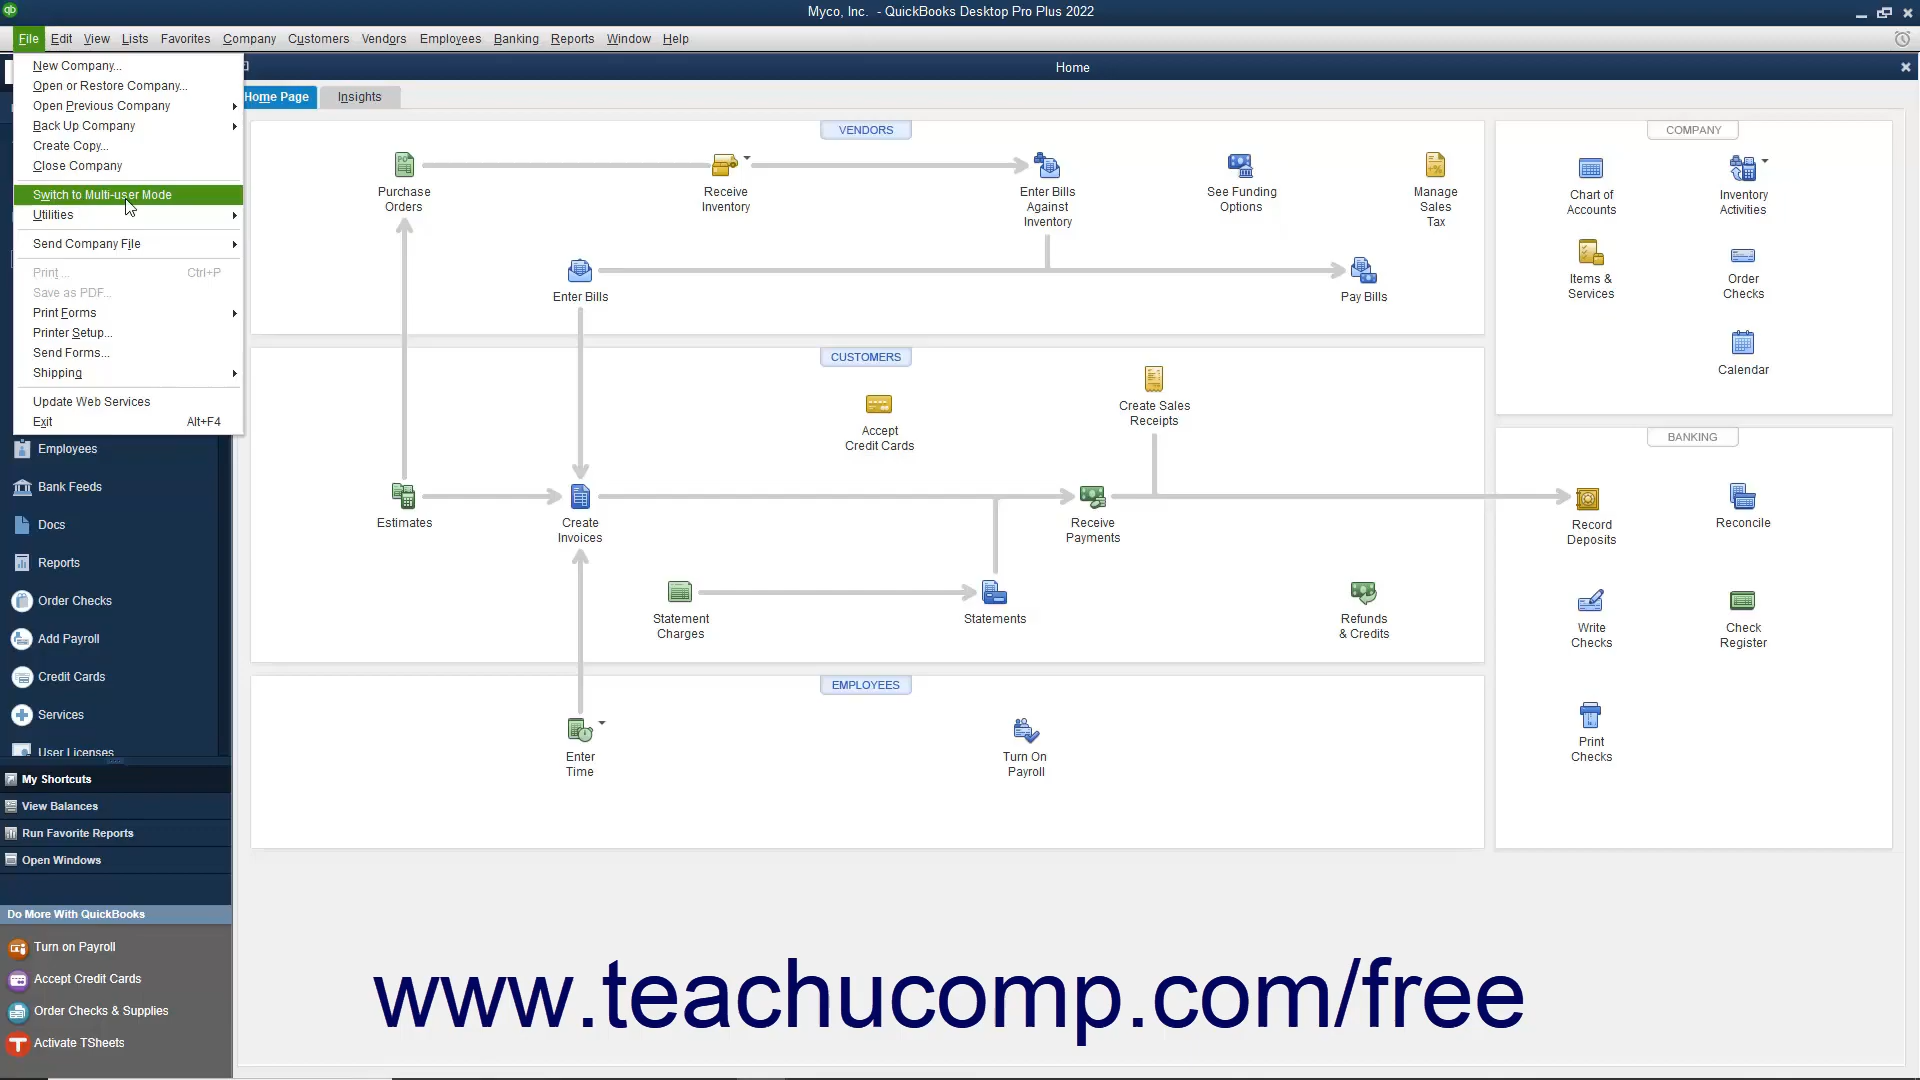 Myco, Inc. - QuickBooks Desktop Pro Plus 2022
File Edit View Lists Favorites Company Customers Vendors Employees Banking Reports Window Help
New Company...
Open or Restore Company...
Open Previous Company
Back Up Company
Create Copy...
Close Company
Switch to Multi-user Mode
Utilities
Send Company File
Print ... Ctrl+P
Save as PDF...
Print Forms
Printer Setup...
Send Forms...
Shipping
Update Web Services
Exit Alt+F4
Employees
Bank Feeds
Docs
Reports
Order Checks
Add Payroll
Credit Cards
Services
User Licenses
My Shortcuts
View Balances
Run Favorite Reports
Open Windows
Do More With QuickBooks
Turn on Payroll
Accept Credit Cards
Order Checks & Supplies
Activate TSheets
Home
Home Page Insights
VENDORS
Purchase
Orders
Receive
Inventory
Enter Bills
Against
Inventory
See Funding
Options
Manage
Sales
Tax
Enter Bills
Pay Bills
CUSTOMERS
Accept
Credit Cards
Create Sales
Receipts
Estimates
Create
Invoices
Receive
Payments
Statement
Charges
Statements
Refunds
& Credits
EMPLOYEES
Enter
Time
Turn On
Payroll
COMPANY
Chart of
Accounts
Inventory
Activities
Items &
Services
Order
Checks
Calendar
BANKING
Record
Deposits
Reconcile
Write
Checks
Check
Register
Print
Checks
www.teachucomp.com/free